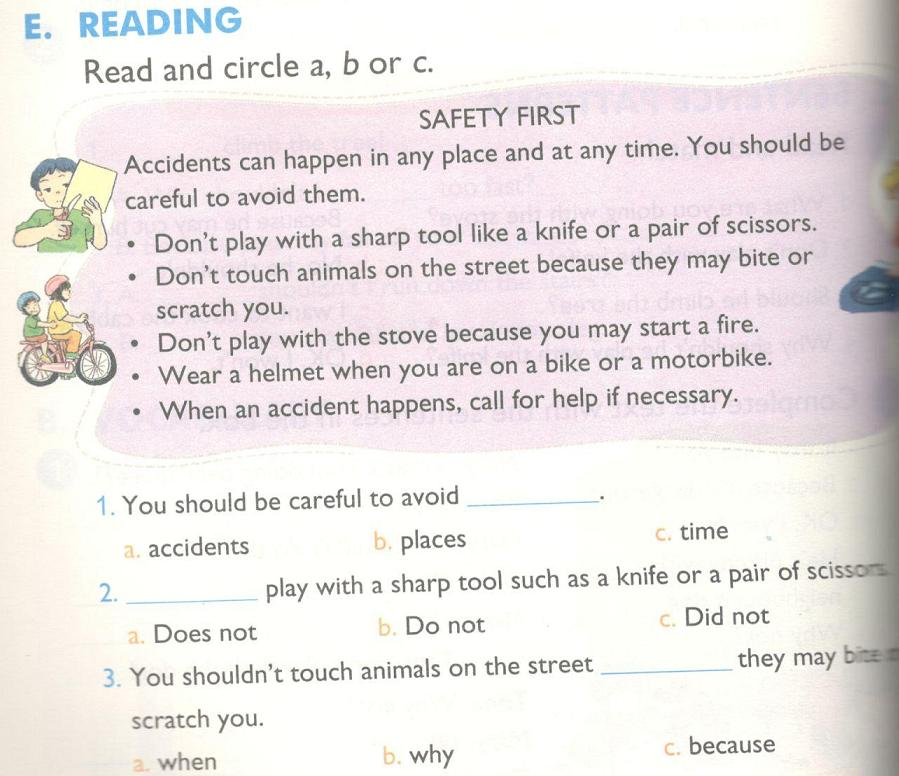 E. READING
Read and circle a, b or c.
SAFETY FIRST
Accidents can happen in any place and at any time. You should be
careful to avoid them.
• Don't play with a sharp tool like a knife or a pair of scissors.
• Don't touch animals on the street because they may bite or
scratch you.
• Don't play with the stove because you may start a fire.
• Wear a helmet when you are on a bike or a motorbike.
• When an accident happens, call for help if necessary.
1. You should be careful to avoid __________.
a. accidents b. places c. time
2. __________ play with a sharp tool such as a knife or a pair of scissors.
a. Does not b. Do not c. Did not
3. You shouldn't touch animals on the street __________ they may bite
scratch you.
a. when b. why c. because